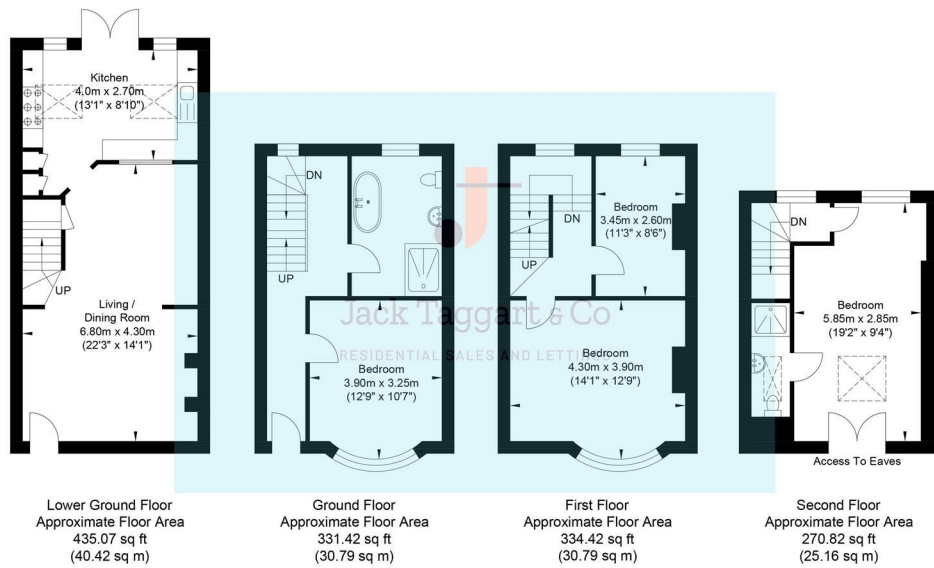 Kitchen
4.0m x 2.70m
(13'1" x 8'10")
UP
Living /
Dining Room
6.80m x 4.30m
(22'3" x 14'1")
Lower Ground Floor
Approximate Floor Area
435.07 sq ft
(40.42 sq m)
DN
UP
Bedroom
3.90m x 3.25m
(12'9" x 10'7")
Ground Floor
Approximate Floor Area
331.42 sq ft
(30.79 sq m)
Jack Taggart & Co
RESIDENTIAL SALES AND LETTINGS
Bedroom
3.45m x 2.60m
(11'3" x 8'6")
DN
UP
Bedroom
4.30m x 3.90m
(14'1" x 12'9")
First Floor
Approximate Floor Area
334.42 sq ft
(30.79 sq m)
DN
Bedroom
5.85m x 2.85m
(19'2" x 9'4")
Access To Eaves
Second Floor
Approximate Floor Area
270.82 sq ft
(25.16 sq m)